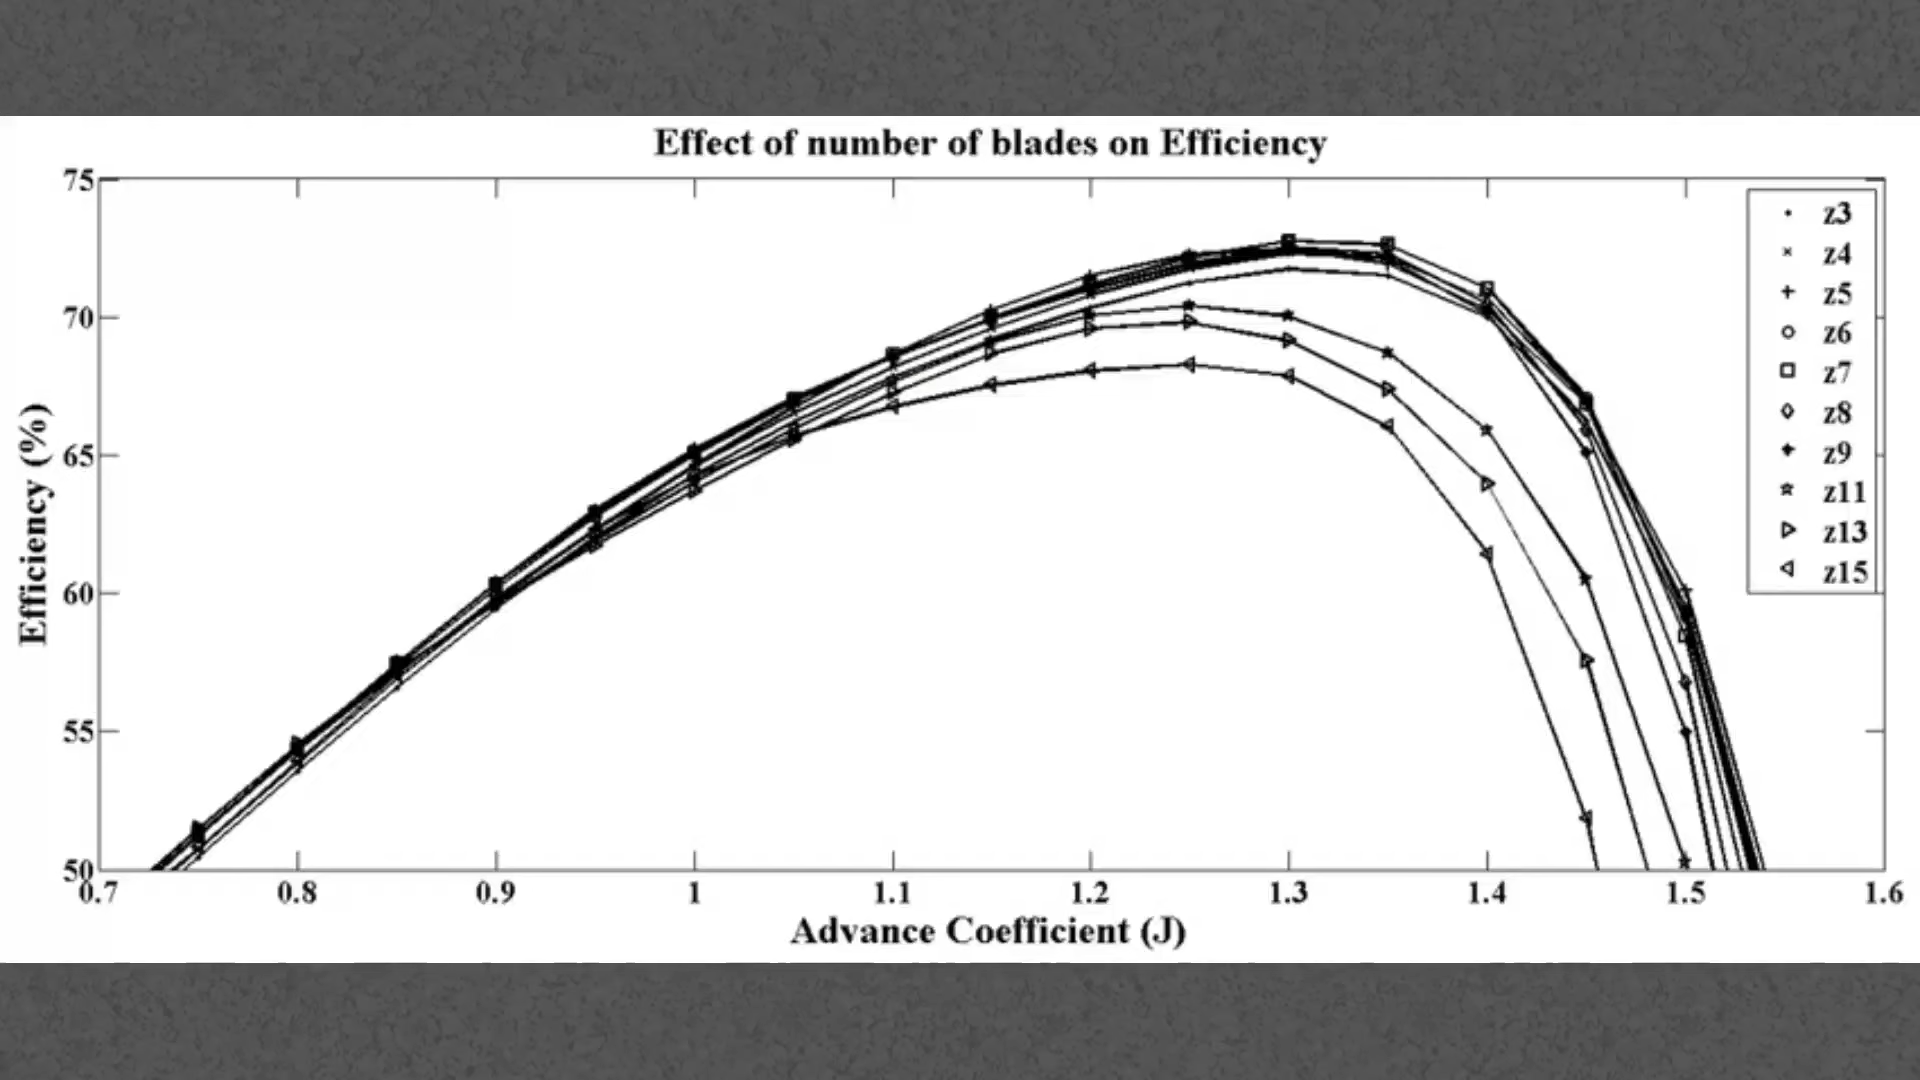 Effect of number of blades on Efficiency
75
70
65
60
55
50
Efficiency (%)
0.7 0.8 0.9 1 1.1 1.2 1.3 1.4 1.5 1.6
Advance Coefficient (J)
z3
z4
z5
z6
z7
z8
z9
z11
z13
z15